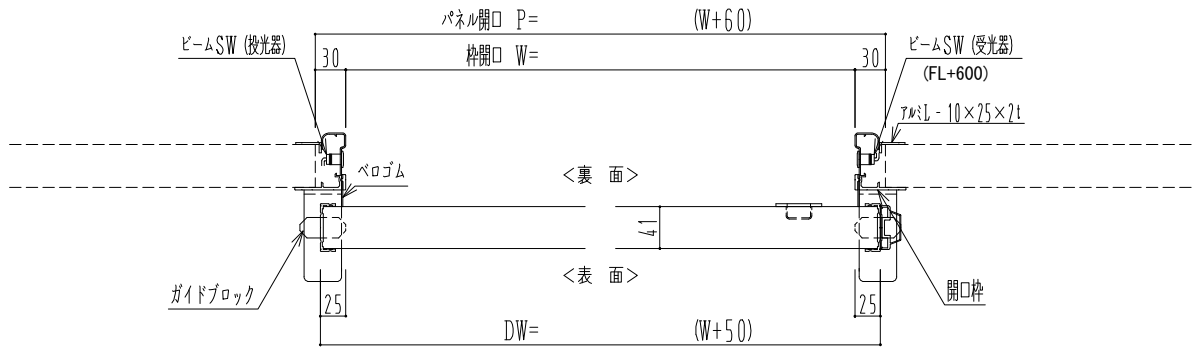 パネル開口 P= (W+60)
ビームSW (投光器)
30
枠開口 W=
30
ビームSW (受光器)
(FL+600)
アルミL - 10×25×2t
ベロゴム
<裏 面>
41
<表 面>
ガイドブロック
25
25
開口枠
DW= (W+50)